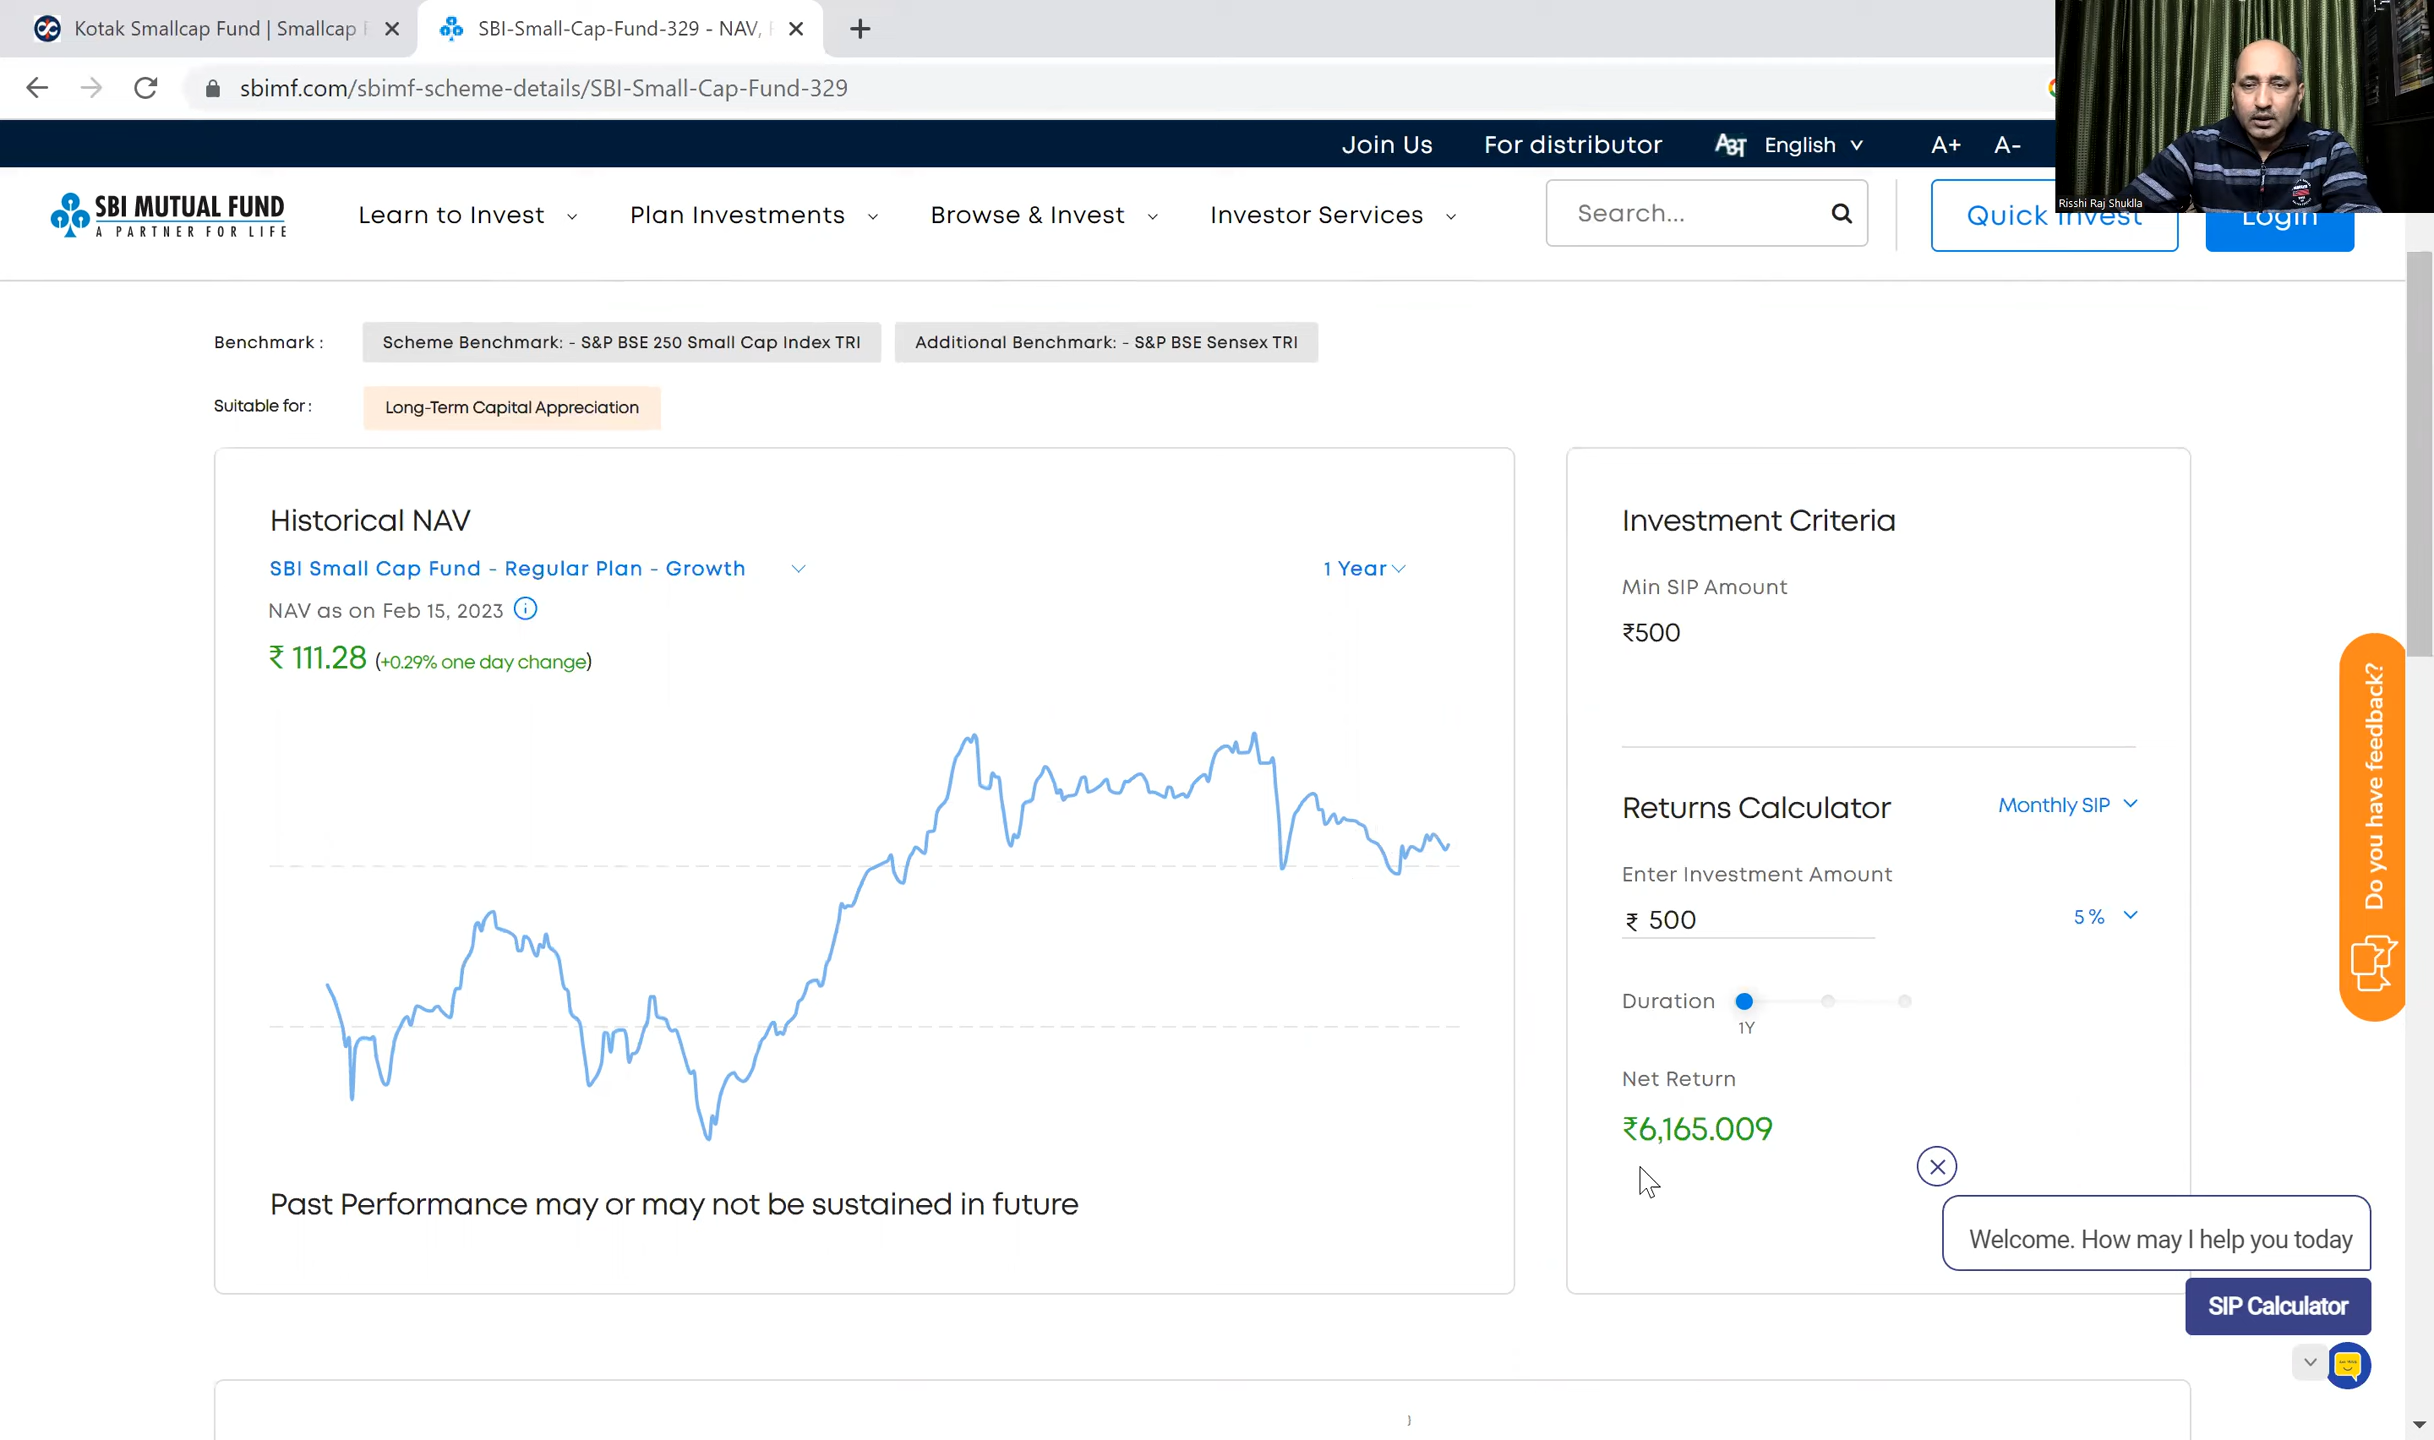 Kotak Smallcap Fund | Smallcap
SBI-Small-Cap-Fund-329 - NAV,
sbimf.com/sbimf-scheme-details/SBI-Small-Cap-Fund-329
Join Us For distributor English A+ A-
SBI MUTUAL FUND
A PARTNER FOR LIFE
Learn to Invest Plan Investments Browse & Invest Investor Services
Search...
Quick Invest
Login
Risshi Raj Shuklla
Benchmark : Scheme Benchmark: - S&P BSE 250 Small Cap Index TRI Additional Benchmark: - S&P BSE Sensex TRI
Suitable for : Long-Term Capital Appreciation
Historical NAV
SBI Small Cap Fund - Regular Plan - Growth 1 Year
NAV as on Feb 15, 2023
₹ 111.28 (+0.29% one day change)
Past Performance may or may not be sustained in future
Investment Criteria
Min SIP Amount
₹500
Returns Calculator Monthly SIP
Enter Investment Amount
₹ 500 5 %
Duration
1Y
Net Return
₹6,165.009
Do you have feedback?
Welcome. How may I help you today
SIP Calculator